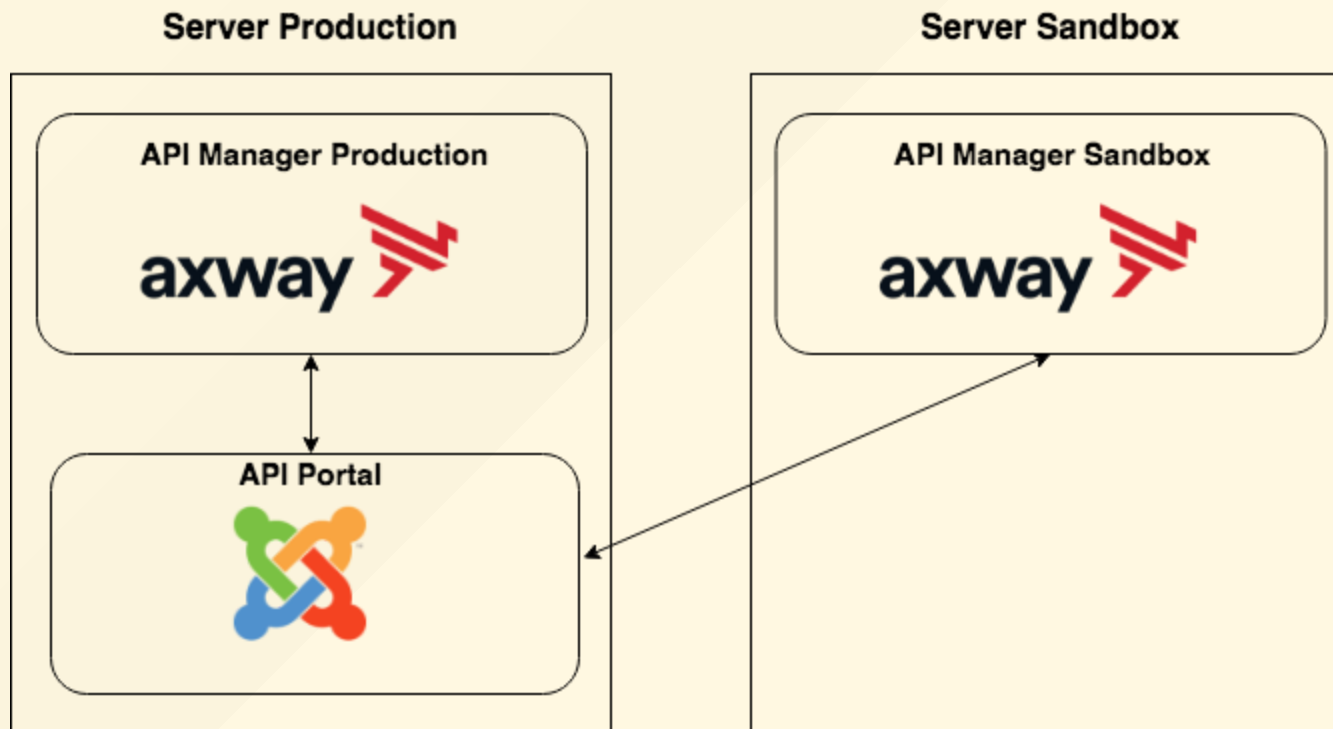 Server Production
Server Sandbox
API Manager Production
axway
API Manager Sandbox
axway
API Portal